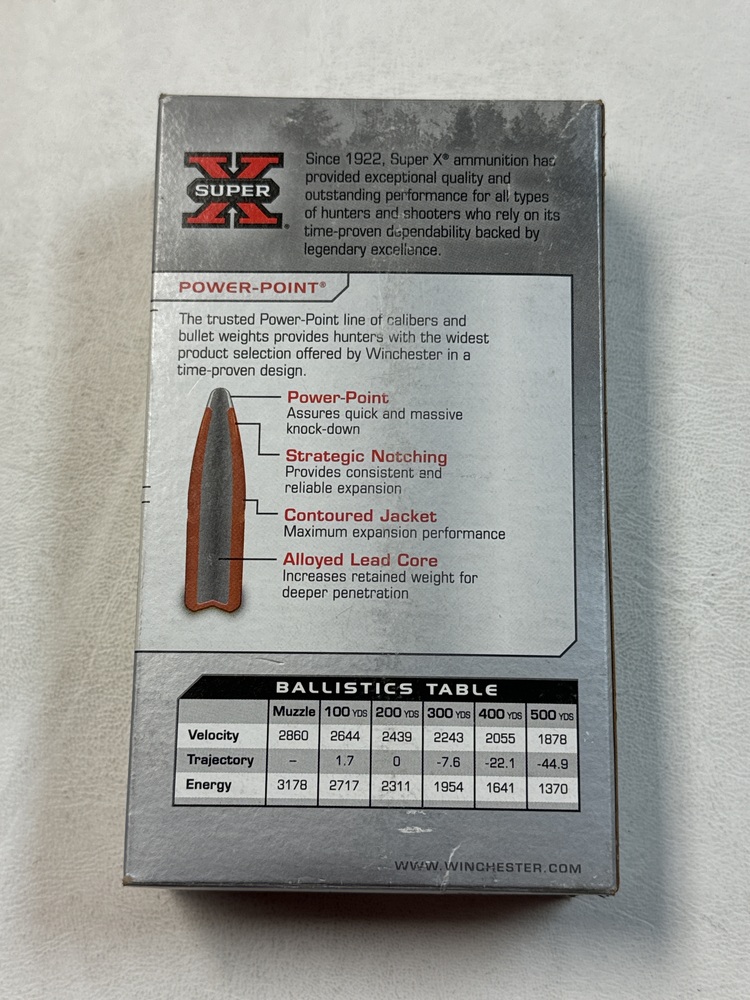 X
SUPER
Since 1922, Super X® ammunition has
provided exceptional quality and
outstanding performance for all types
of hunters and shooters who rely on its
time-proven dependability backed by
legendary excellence.
POWER-POINT®
The trusted Power-Point line of calibers and
bullet weights provides hunters with the widest
product selection offered by Winchester in a
time-proven design.
Power-Point
Assures quick and massive
knock-down
Strategic Notching
Provides consistent and
reliable expansion
Contoured Jacket
Maximum expansion performance
Alloyed Lead Core
Increases retained weight for
deeper penetration
BALLISTICS TABLE
Muzzle 100 YDS 200 YDS 300 YDS 400 YDS 500 YDS
Velocity 2860 2644 2439 2243 2055 1878
Trajectory – 1.7 0 -7.6 -22.1 -44.9
Energy 3178 2717 2311 1954 1641 1370
WWW.WINCHESTER.COM